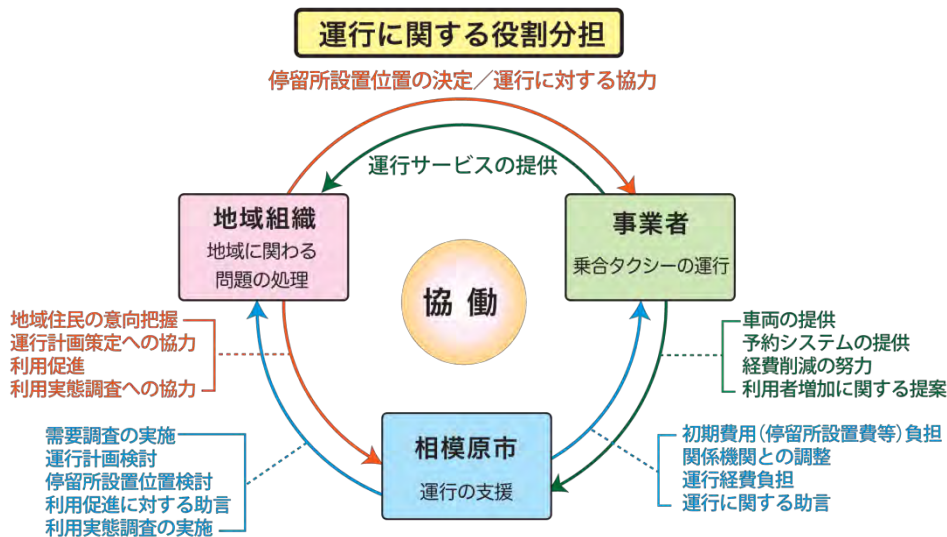 運行に関する役割分担
停留所設置位置の決定／運行に対する協力
運行サービスの提供
地域組織
地域に関わる
問題の処理
事業者
乗合タクシーの運行
協働
地域住民の意向把握
運行計画策定への協力
利用促進
利用実態調査への協力
車両の提供
予約システムの提供
経費削減の努力
利用者増加に関する提案
需要調査の実施
運行計画検討
停留所設置位置検討
利用促進に対する助言
利用実態調査の実施
相模原市
運行の支援
初期費用（停留所設置費等）負担
関係機関との調整
運行経費負担
運行に関する助言